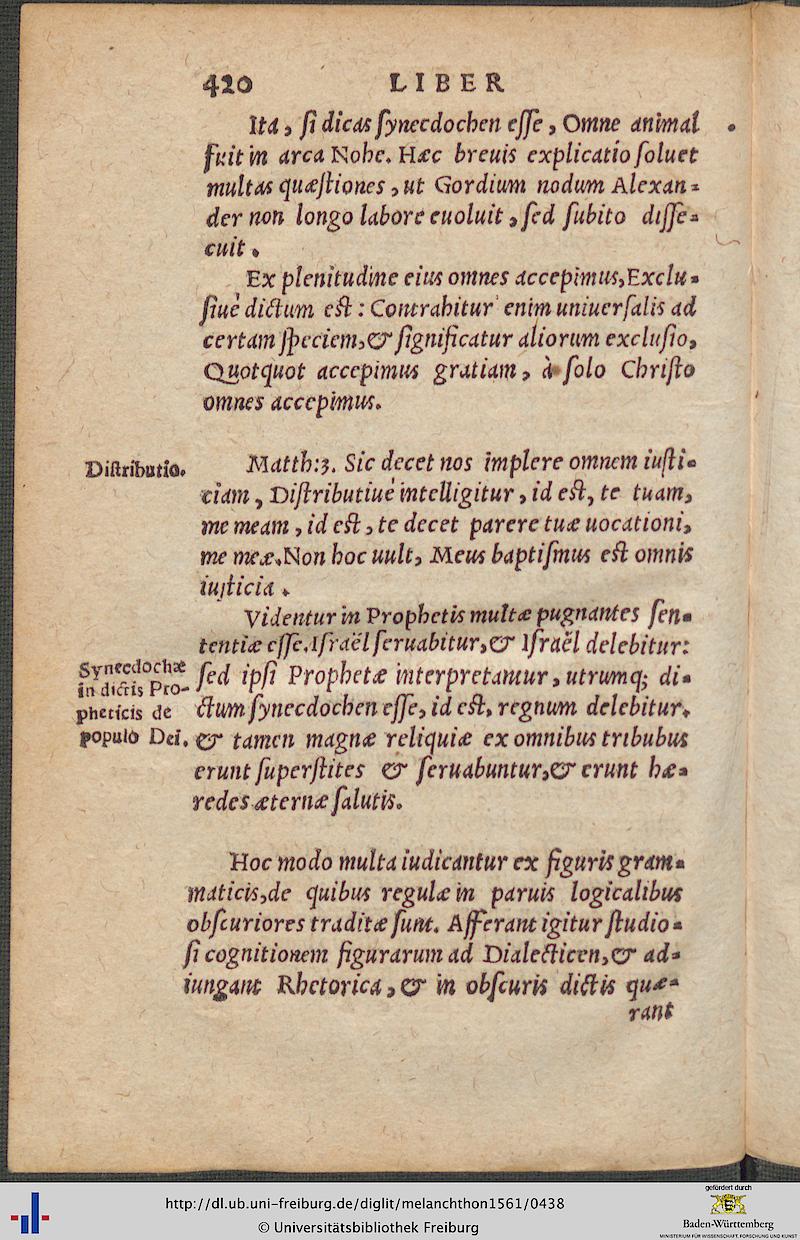 420 LIBER
Ita, ſi dicas ſynecdochen eſſe, Omne animal
fuit in arca Nohe. Hæc breuis explicatio ſoluet
multas quæſtiones, ut Gordium nodum Alexan-
der non longo labore euoluit, ſed ſubito diſſe-
cuit.
Ex plenitudine eius omnes accepimus, Exclu-
ſiuè dictum eſt: Contrahitur enim uniuerſalis ad
certam ſpeciem, & ſignificatur aliorum excluſio,
Quotquot accepimus gratiam, à ſolo Chriſto
omnes accepimus.
Diſtributio.
Matth:3. Sic decet nos implere omnem iuſti-
ciam, Diſtributiuè intelligitur, id eſt, te tuam,
me meam, id eſt, te decet parere tuæ uocationi,
me meæ. Non hoc uult, Meus baptiſmus eſt omnis
iuſticia.
Videntur in Prophetis multæ pugnantes ſen-
tentiæ eſſe. Iſraël ſeruabitur, & Iſraël delebitur:
Synecdochæ
in dictis Pro-
pheticis de
populo Dei.
ſed ipſi Prophetæ interpretantur, utrumq; di-
ctum ſynecdochen eſſe, id eſt, regnum delebitur,
& tamen magnæ reliquiæ ex omnibus tribubus
erunt ſuperſtites & ſeruabuntur, & erunt hæ-
redes æternæ ſalutis.
Hoc modo multa iudicantur ex figuris gram-
maticis, de quibus regulæ in paruis logicalibus
obſcuriores traditæ ſunt. Afferant igitur ſtudio-
ſi cognitionem figurarum ad Dialecticen, & ad-
iungant Rhetorica, & in obſcuris dictis quæ-
rant
http://dl.ub.uni-freiburg.de/diglit/melanchthon1561/0438
© Universitätsbibliothek Freiburg
gefördert durch
Baden-Württemberg
MINISTERIUM FÜR WISSENSCHAFT, FORSCHUNG UND KUNST